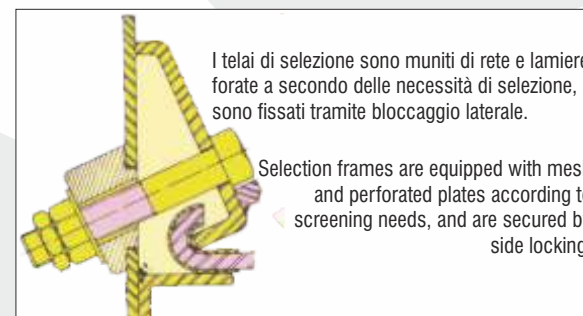 I telai di selezione sono muniti di rete e lamiere
forate a secondo delle necessità di selezione,
sono fissati tramite bloccaggio laterale.
Selection frames are equipped with mes
and perforated plates according to
screening needs, and are secured b
side locking